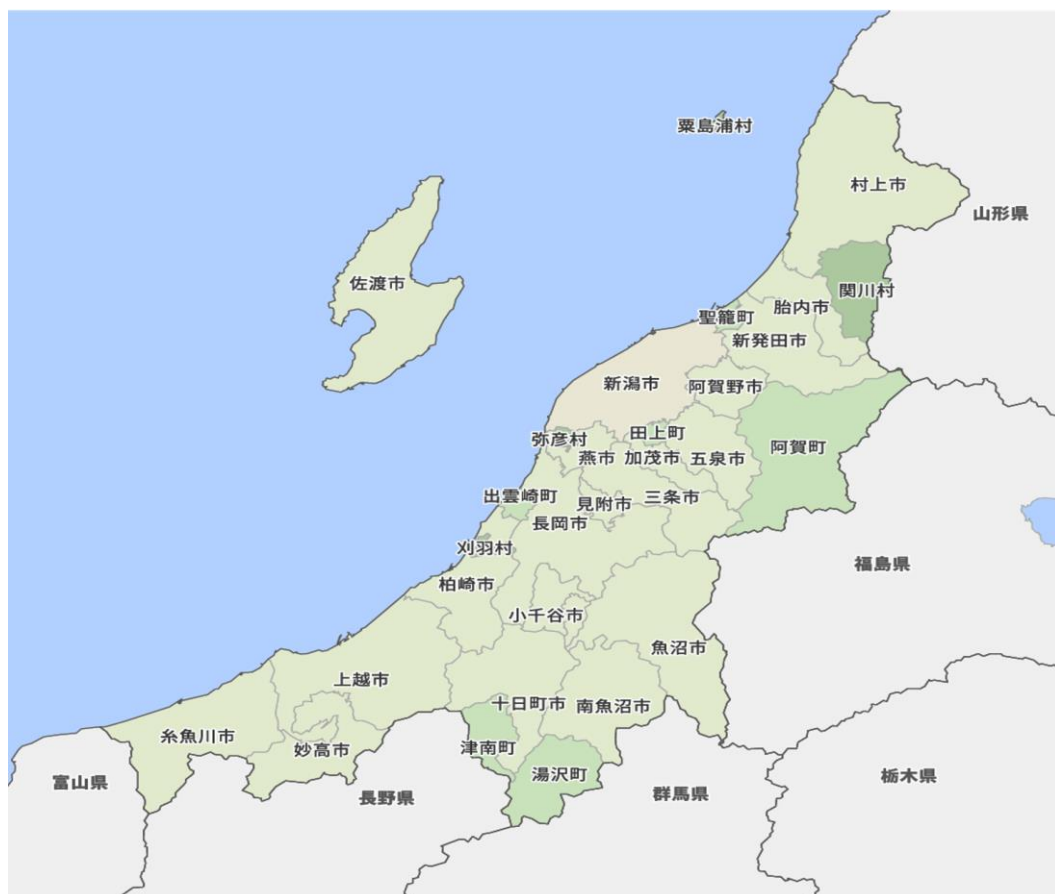 粟島浦村
村上市
山形県
佐渡市
関川村
胎内市
聖籠町
新発田市
新潟市
阿賀野市
弥彦村
田上町
阿賀町
燕市
加茂市
五泉市
出雲崎町
見附市
三条市
長岡市
刈羽村
福島県
柏崎市
小千谷市
魚沼市
上越市
十日町市
南魚沼市
糸魚川市
妙高市
津南町
湯沢町
富山県
長野県
群馬県
栃木県